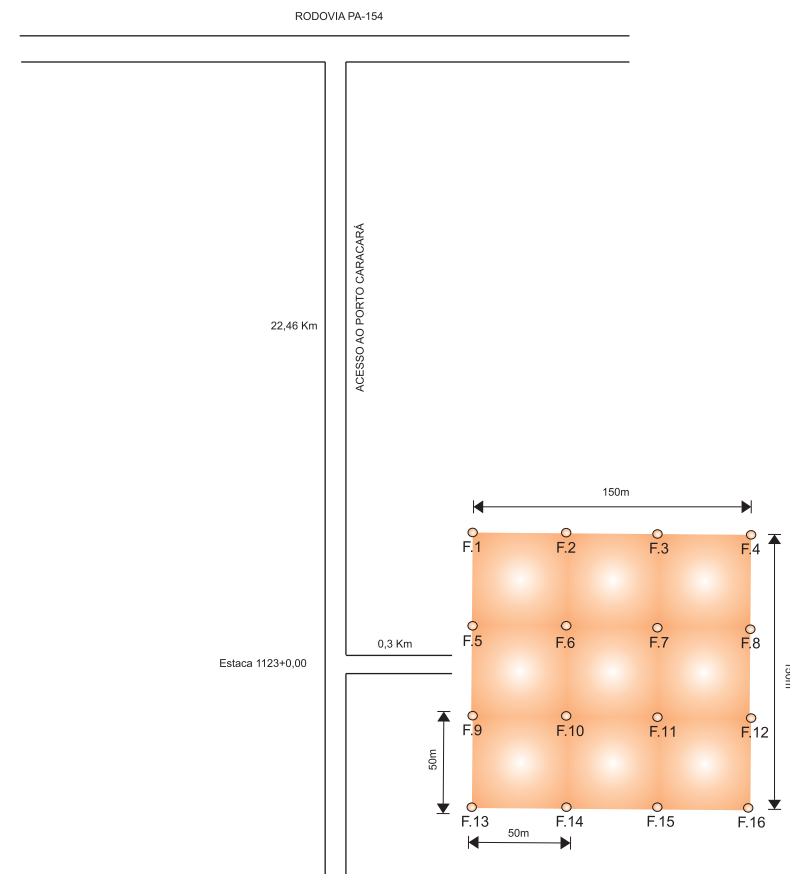 RODOVIA PA-154
ACESSO AO PORTO CARACARÁ
22,46 Km
150m
F.1 F.2 F.3 F.4
0,3 Km
F.5 F.6 F.7 F.8
Estaca 1123+0,00
F.9 F.10 F.11 F.12
50m
F.13 F.14 F.15 F.16
50m